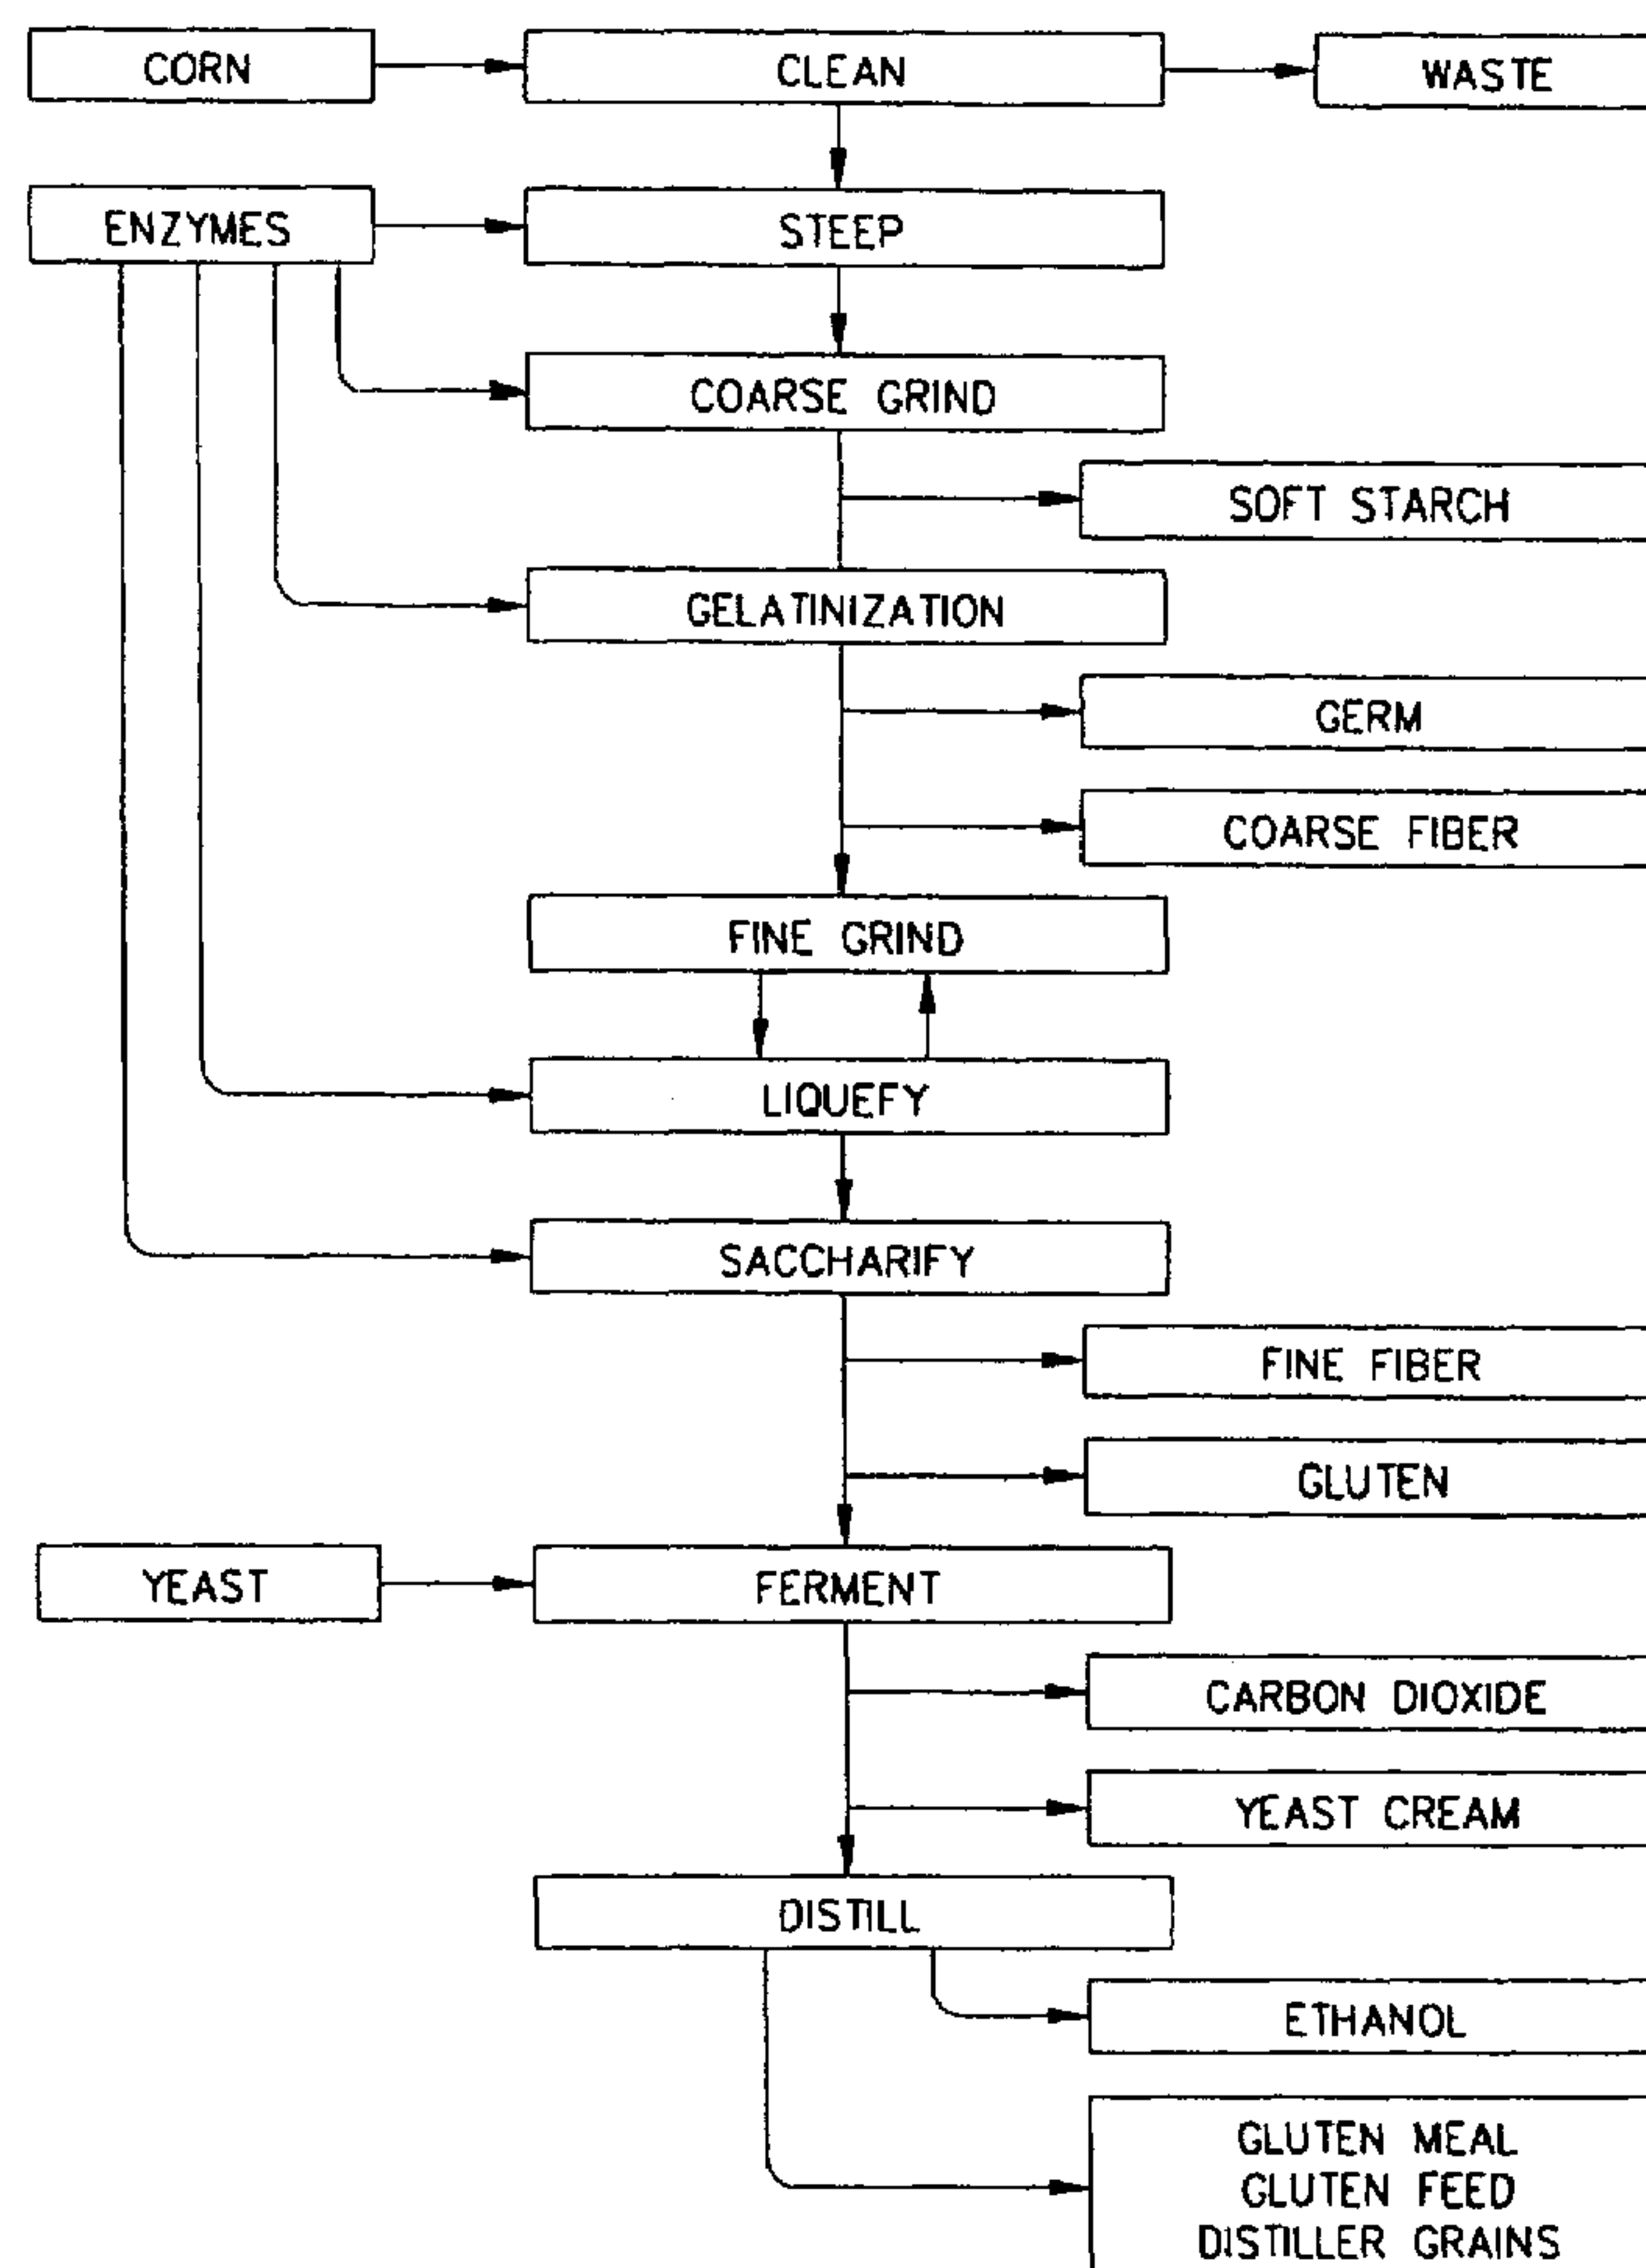 CORN
CLEAN
WASTE
ENZYMES
STEEP
COARSE GRIND
SOFT STARCH
GELATINIZATION
GERM
COARSE FIBER
FINE GRIND
LIQUEFY
SACCHARIFY
FINE FIBER
GLUTEN
YEAST
FERMENT
CARBON DIOXIDE
YEAST CREAM
DISTILL
ETHANOL
GLUTEN MEAL
GLUTEN FEED
DISTILLER GRAINS